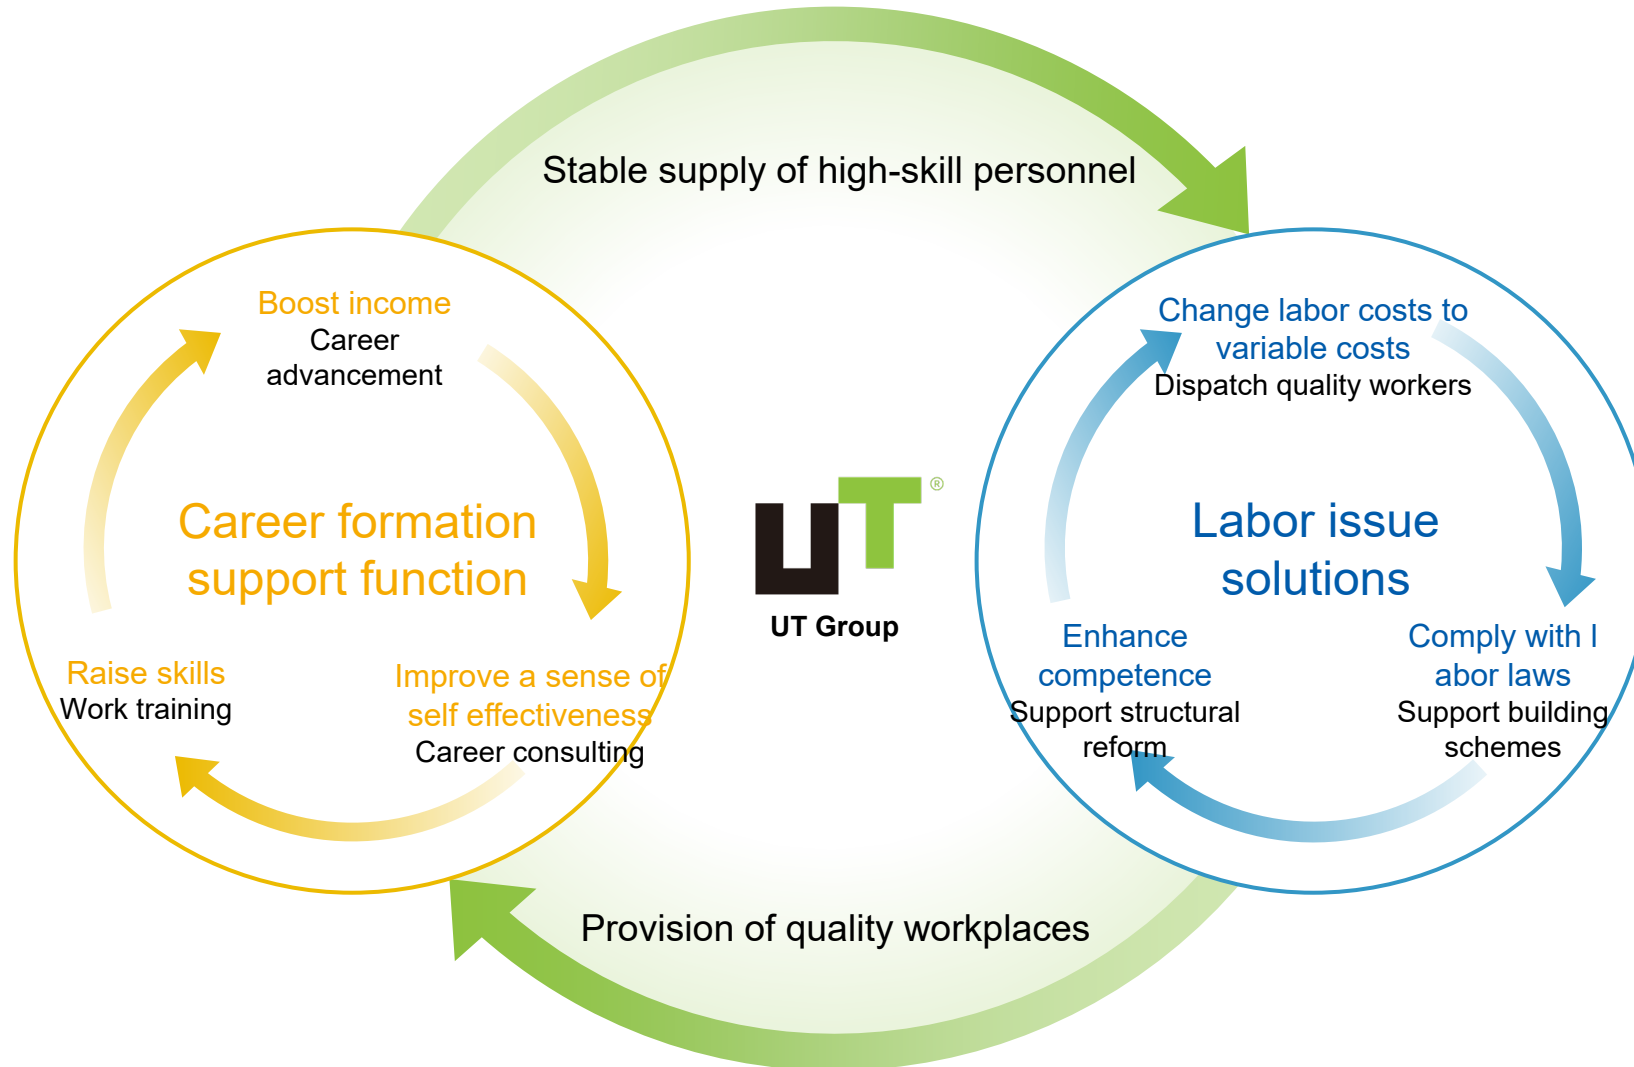 Stable supply of high-skill personnel
Boost income
Career
advancement
Career formation
support function
Raise skills
Work training
Improve a sense of
self effectiveness
Career consulting
UT®
UT Group
Change labor costs to
variable costs
Dispatch quality workers
Labor issue
solutions
Enhance
competence
Support structural
reform
Comply with l
abor laws
Support building
schemes
Provision of quality workplaces